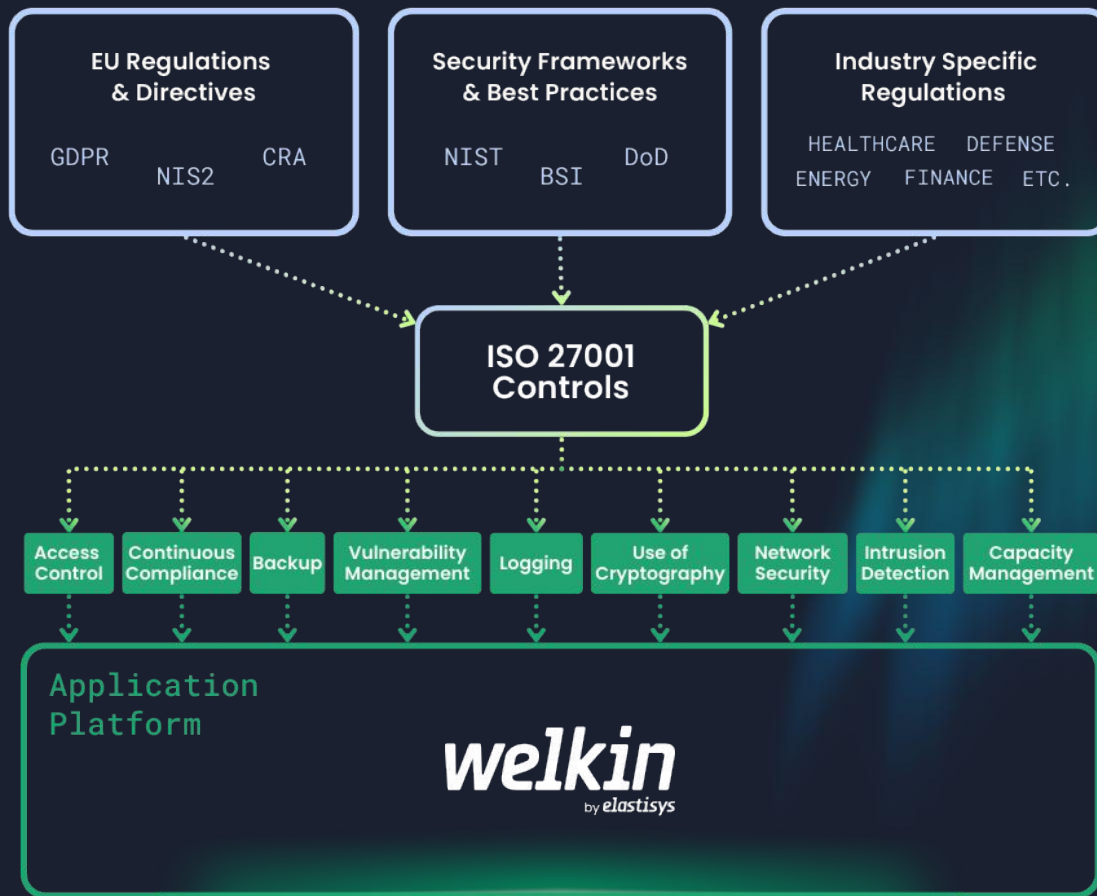 EU Regulations
& Directives
GDPR
NIS2
CRA
Security Frameworks
& Best Practices
NIST
BSI
DoD
Industry Specific
Regulations
HEALTHCARE DEFENSE
ENERGY FINANCE ETC.
ISO 27001
Controls
Access
Control
Continuous
Compliance
Backup
Vulnerability
Management
Logging
Use of
Cryptography
Network
Security
Intrusion
Detection
Capacity
Management
Application
Platform
welkin
by elastisys